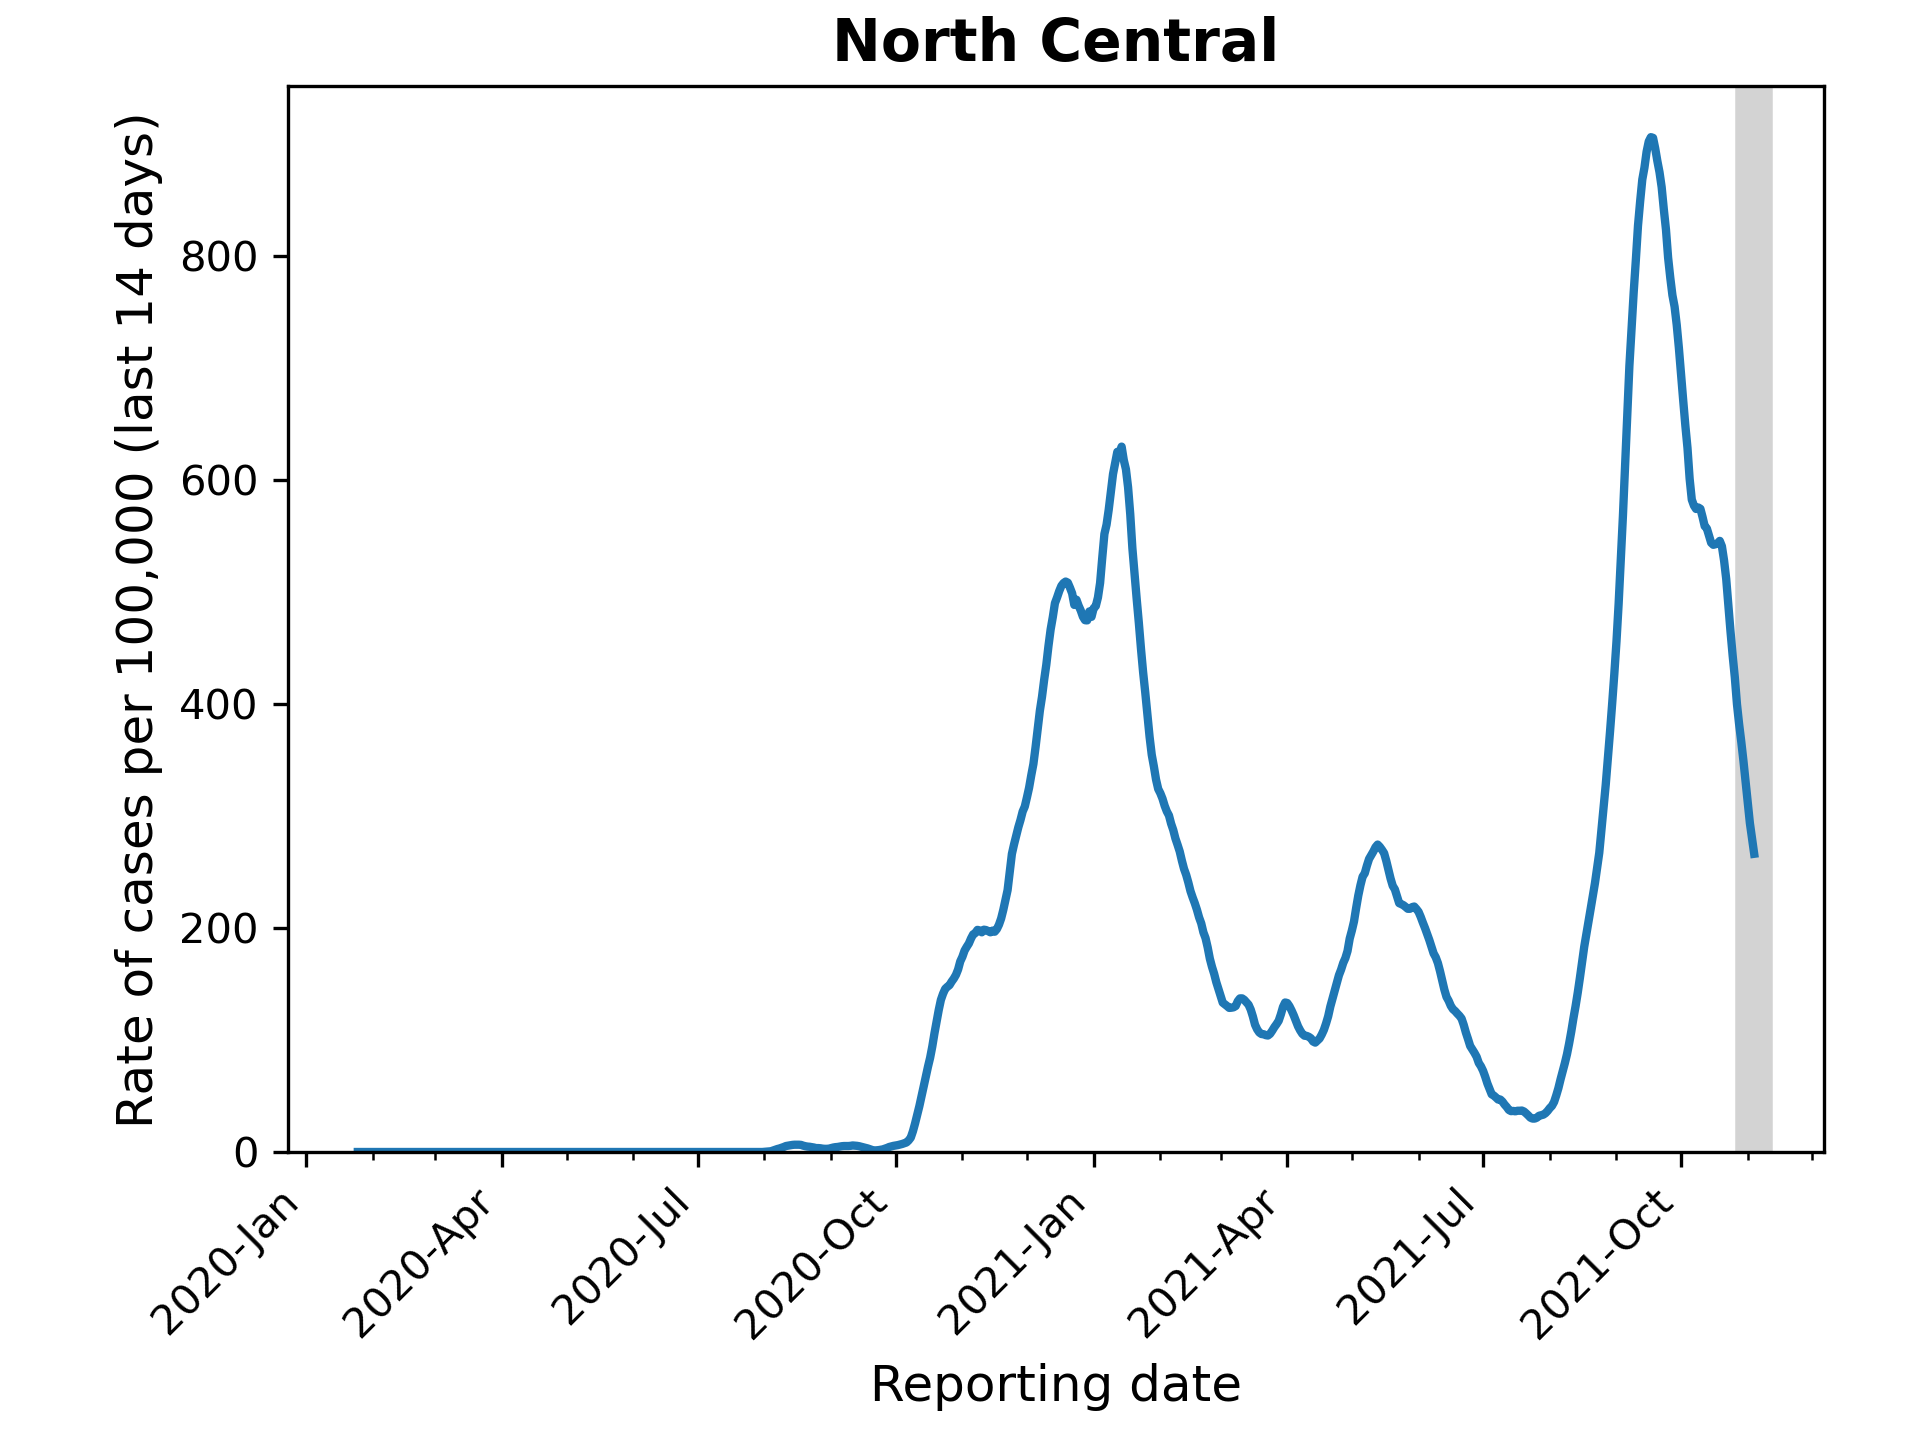 North Central
Rate of cases per 100,000 (last 14 days)
800
600
400
200
0
2020-Jan
2020-Apr
2020-Jul
2020-Oct
2021-Jan
2021-Apr
2021-Jul
2021-Oct
Reporting date